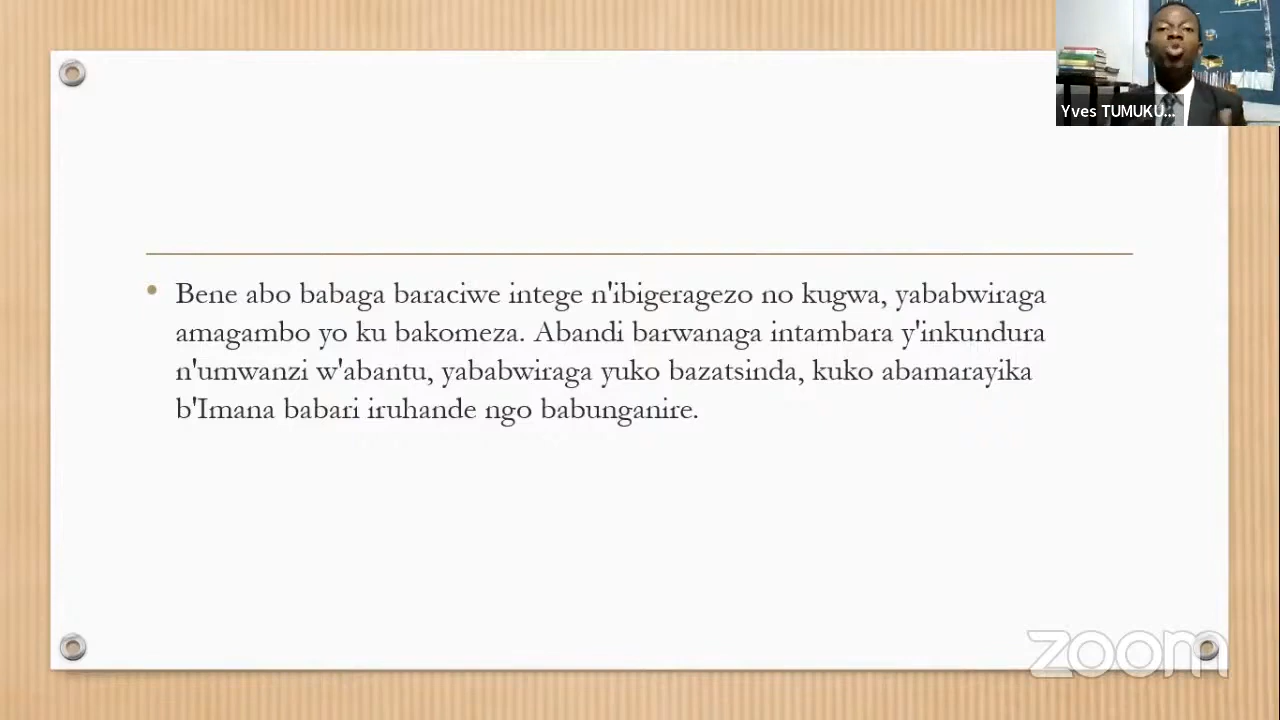 Yves TUMUKU...
Bene abo babaga baraciwe intege n'ibigeragezo no kugwa, yababwiraga
amagambo yo ku bakomeza. Abandi barwanaga intambara y'inkundura
n'umwanzi w'abantu, yababwiraga yuko bazatsinda, kuko abamarayika
b'Imana babari iruhande ngo babunganire.
zoom